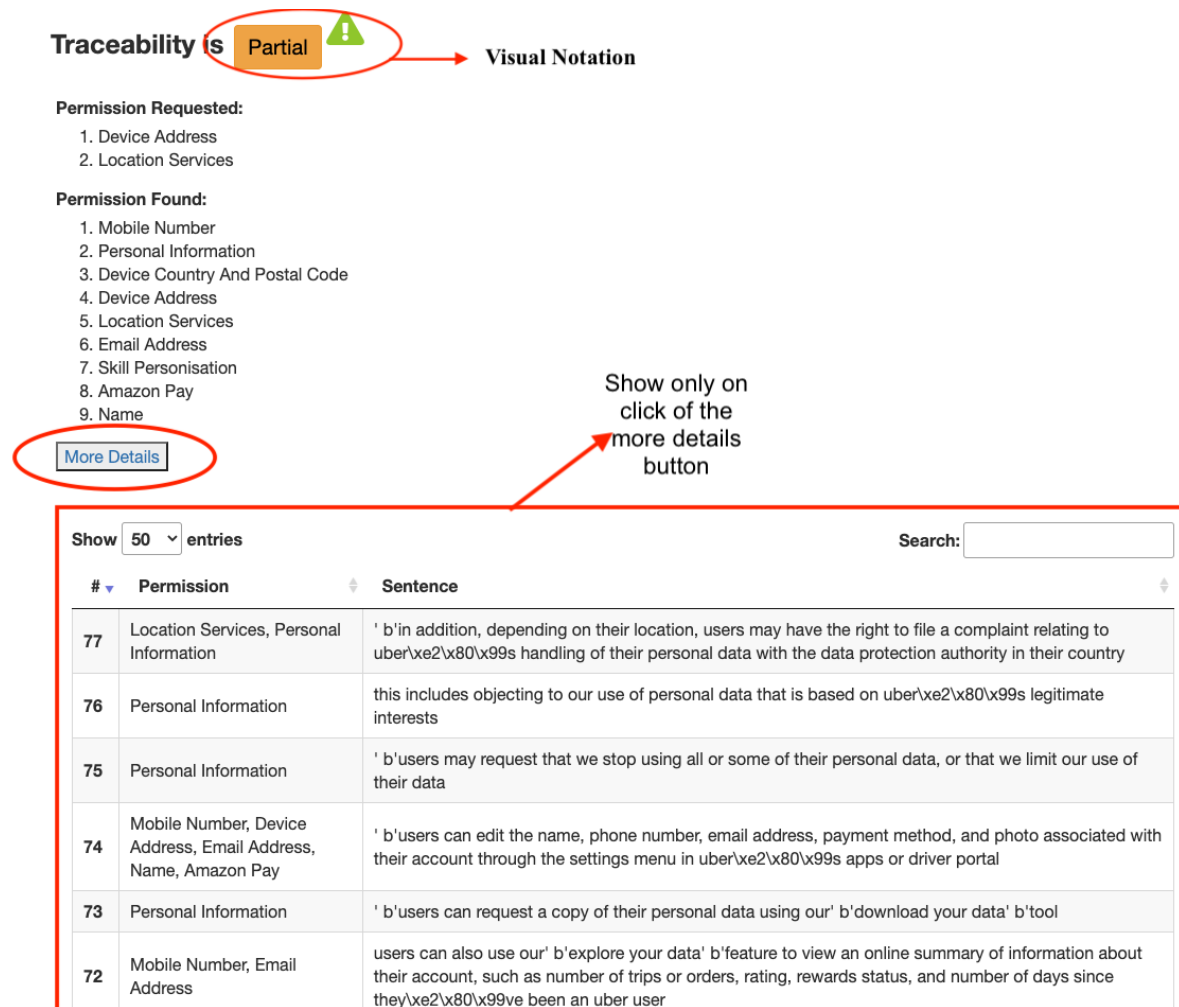 Traceability is Partial
Visual Notation
Permission Requested:
1. Device Address
2. Location Services
Permission Found:
1. Mobile Number
2. Personal Information
3. Device Country And Postal Code
4. Device Address
5. Location Services
6. Email Address
7. Skill Personisation
8. Amazon Pay
9. Name
More Details
Show only on
click of the
more details
button
Show 50 entries
Search:
# Permission Sentence
77
Location Services, Personal
Information
' b'in addition, depending on their location, users may have the right to file a complaint relating to
uber\xe2\x80\x99s handling of their personal data with the data protection authority in their country
76
Personal Information
this includes objecting to our use of personal data that is based on uber\xe2\x80\x99s legitimate
interests
75
Personal Information
' b'users may request that we stop using all or some of their personal data, or that we limit our use of
their data
74
Mobile Number, Device
Address, Email Address,
Name, Amazon Pay
' b'users can edit the name, phone number, email address, payment method, and photo associated with
their account through the settings menu in uber\xe2\x80\x99s apps or driver portal
73
Personal Information
' b'users can request a copy of their personal data using our' b'download your data' b'tool
72
Mobile Number, Email
Address
users can also use our' b'explore your data' b'feature to view an online summary of information about
their account, such as number of trips or orders, rating, rewards status, and number of days since
they\xe2\x80\x99ve been an uber user